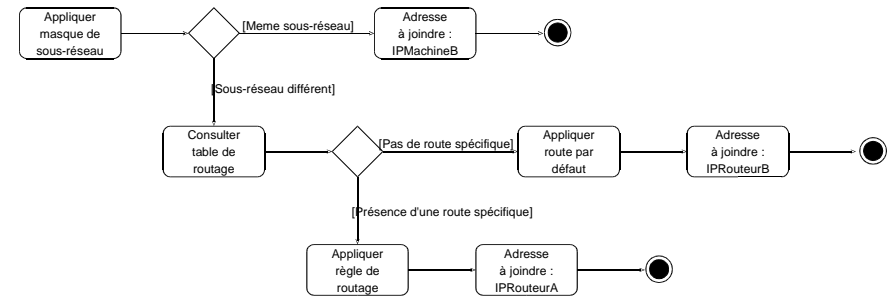 Appliquer
masque de
sous-réseau
[Meme sous-réseau]
Adresse
à joindre :
IPMachineB
[Sous-réseau différent]
Consulter
table de
routage
[Pas de route spécifique]
Appliquer
route par
défaut
Adresse
à joindre :
IPRouteurB
[Présence d'une route spécifique]
Appliquer
règle de
routage
Adresse
à joindre :
IPRouteurA